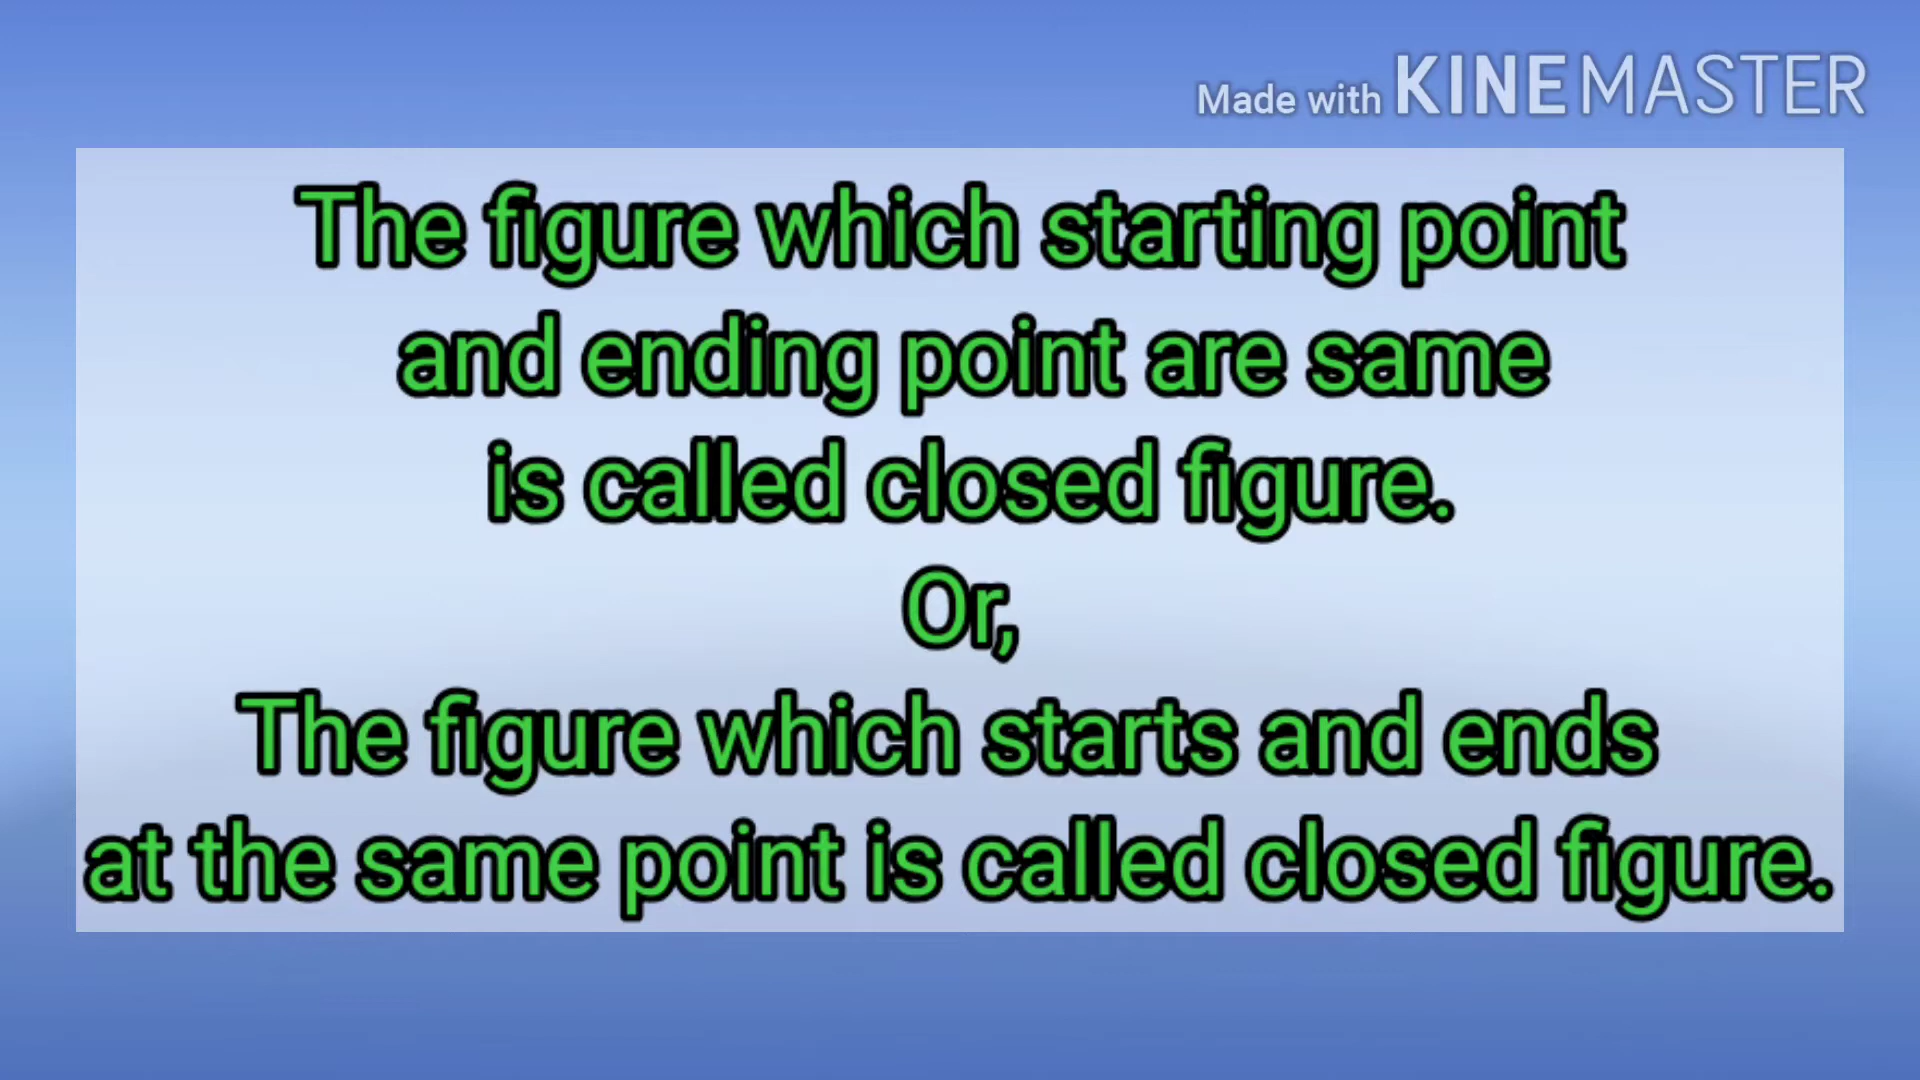 Made with KINEMASTER
The figure which starting point
and ending point are same
is called closed figure.
Or,
The figure which starts and ends
at the same point is called closed figure.